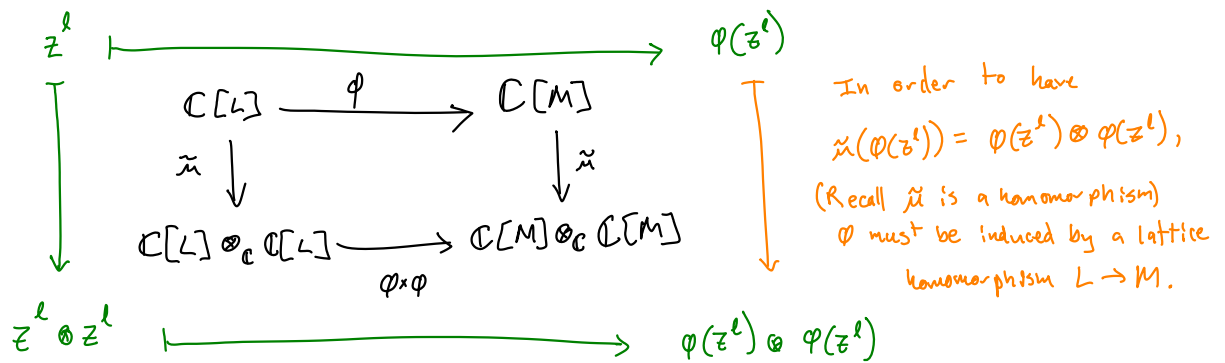 z^l ↦ φ(z^l)
ℂ[L] →^φ ℂ[M]
μ̃ ↓ ↓ μ̃
ℂ[L] ⊗_ℂ ℂ[L] → ℂ[M] ⊗_ℂ ℂ[M]
φ×φ
z^l ⊗ z^l ↦ φ(z^l) ⊗ φ(z^l)
In order to have
μ̃(φ(z^l)) = φ(z^l) ⊗ φ(z^l),
(Recall μ̃ is a homomorphism)
φ must be induced by a lattice
homomorphism L → M.